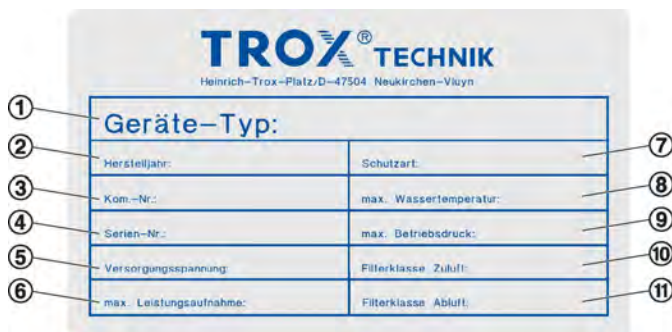 TROX® TECHNIK
Heinrich-Trox-Platz/D-47504 Neukirchen-Vluyn
① Geräte-Typ:
② Herstelljahr: Schutzart: ⑦
③ Kom.-Nr.: max. Wassertemperatur: ⑧
④ Serien-Nr.: max. Betriebsdruck: ⑨
⑤ Versorgungsspannung: Filterklasse Zuluft: ⑩
⑥ max. Leistungsaufnahme: Filterklasse Abluft: ⑪